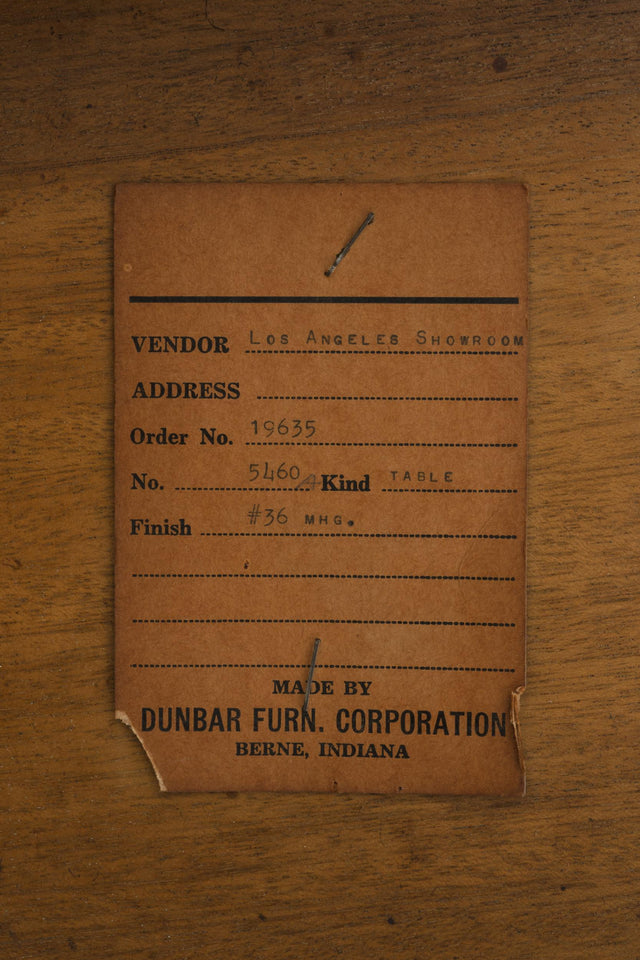 VENDOR Los Angeles Showroom
ADDRESS
Order No. 19635
No. 5460A Kind TABLE
Finish #36 MHG.
MADE BY
DUNBAR FURN. CORPORATION
BERNE, INDIANA